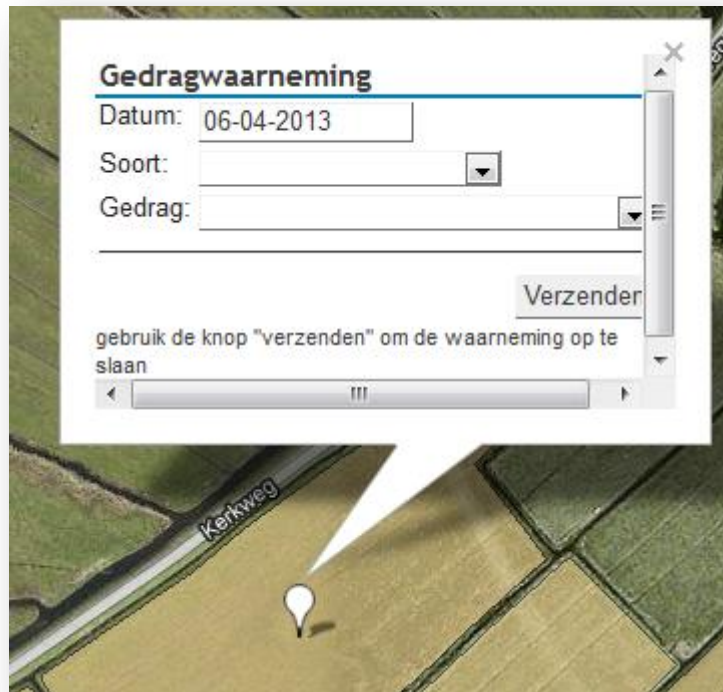 Gedragwaarneming
Datum: 06-04-2013
Soort:
Gedrag:
Verzenden
gebruik de knop "verzenden" om de waarneming op te
slaan
Kerkweg